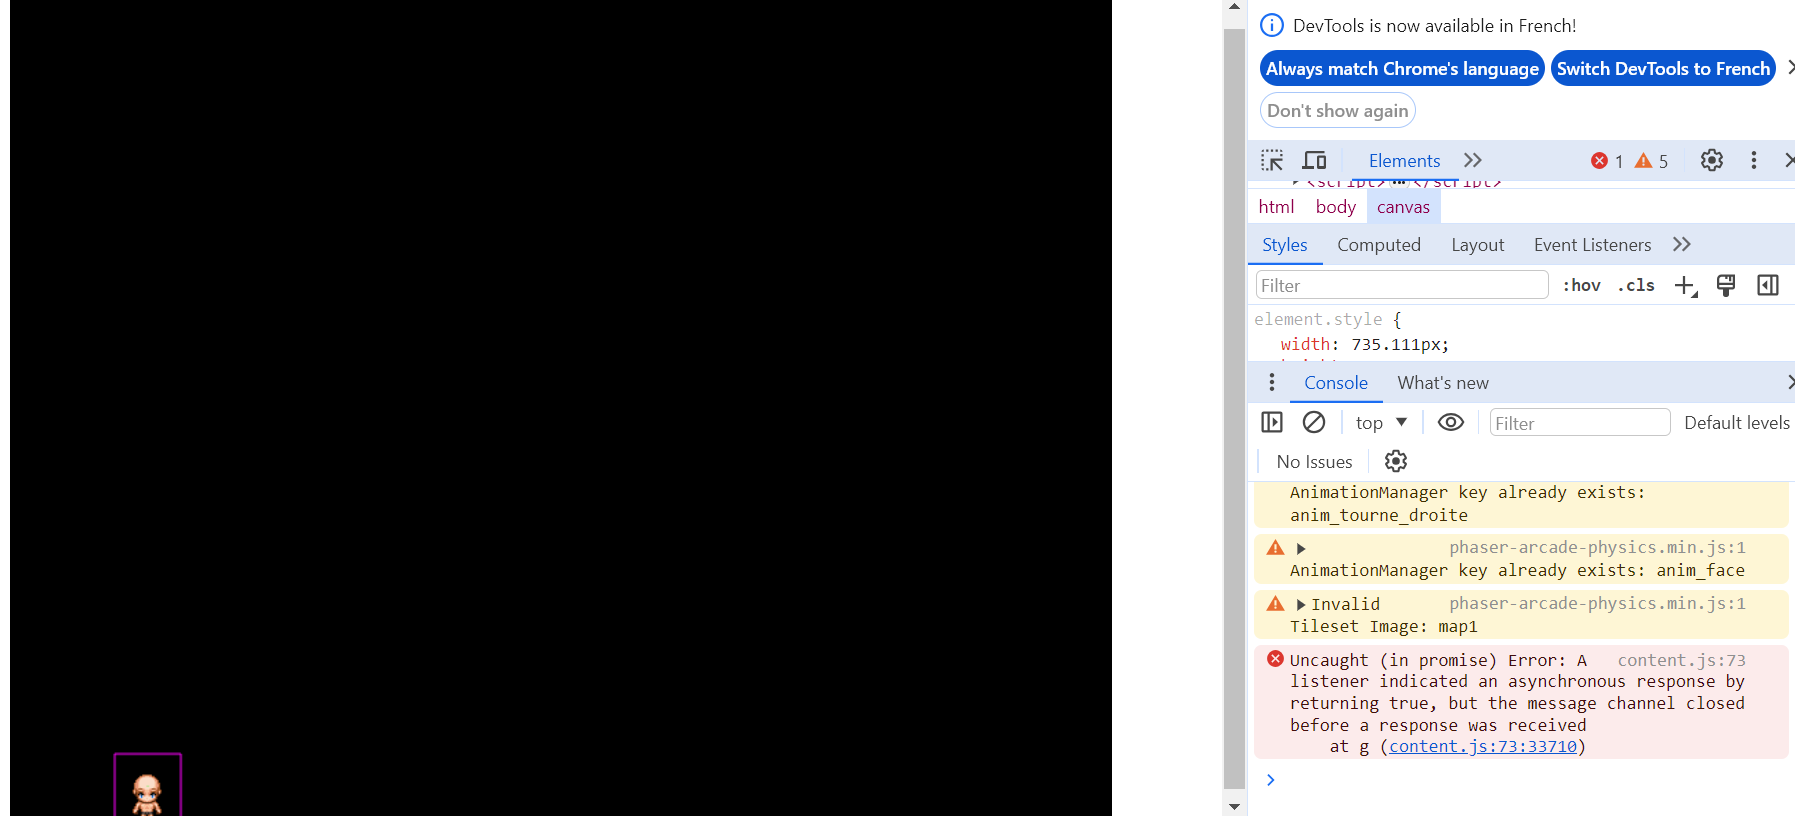 DevTools is now available in French!
Always match Chrome's language
Switch DevTools to French
Don't show again
Elements
1
5
<script>…</script>
html
body
canvas
Styles
Computed
Layout
Event Listeners
Filter
:hov
.cls
element.style {
width: 735.111px;
Console
What's new
top
Filter
Default levels
No Issues
AnimationManager key already exists:
anim_tourne_droite
phaser-arcade-physics.min.js:1
AnimationManager key already exists: anim_face
Invalid
phaser-arcade-physics.min.js:1
Tileset Image: map1
Uncaught (in promise) Error: A
content.js:73
listener indicated an asynchronous response by
returning true, but the message channel closed
before a response was received
at g (content.js:73:33710)